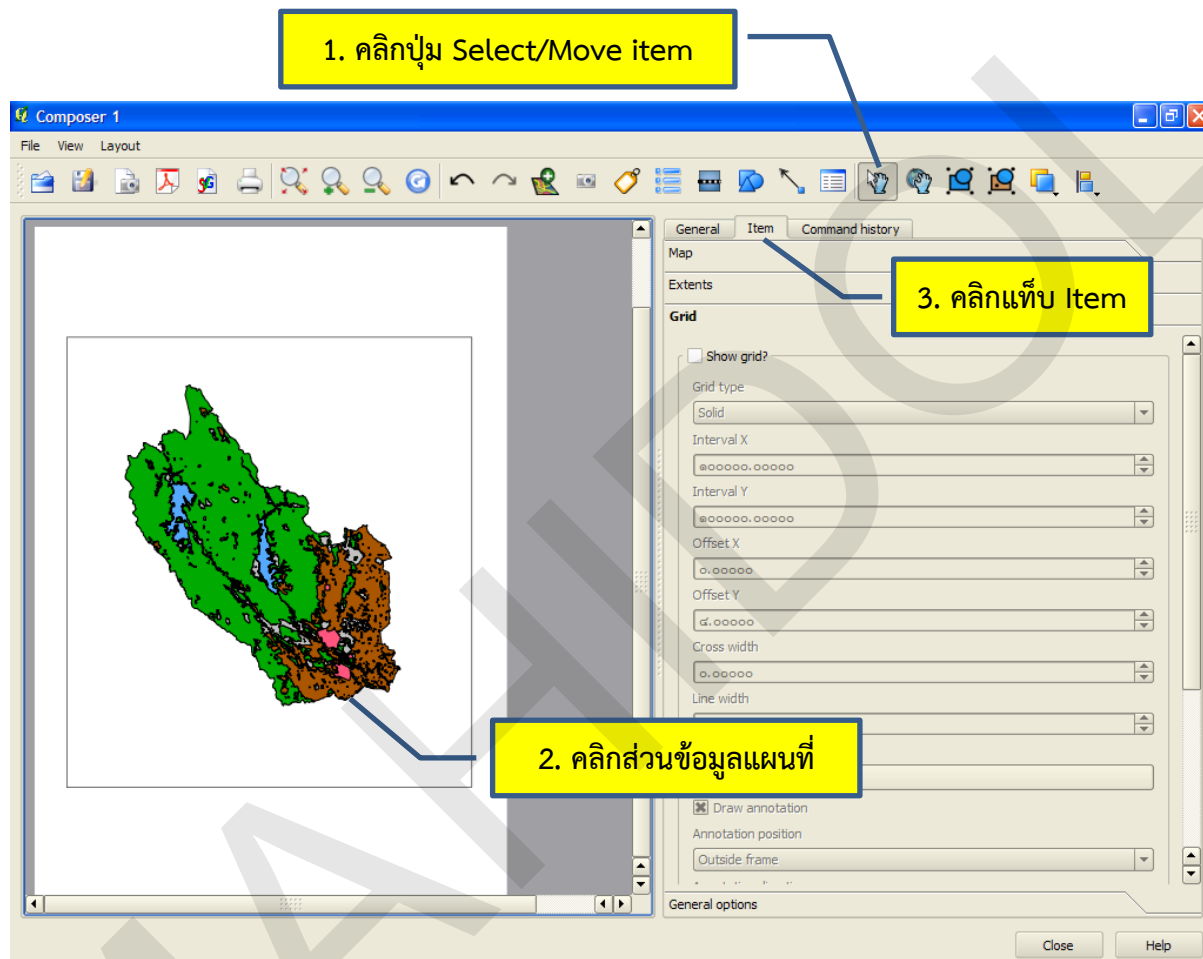 1. คลิกปุ่ม Select/Move item
Composer 1
File View Layout
General Item Command history
Map
Extents
3. คลิกแท็บ Item
Grid
Show grid?
Grid type
Solid
Interval X
๑๐๐๐๐๐.๐๐๐๐๐
Interval Y
๑๐๐๐๐๐.๐๐๐๐๐
Offset X
๐.๐๐๐๐๐
Offset Y
๔.๐๐๐๐๐
Cross width
๐.๐๐๐๐๐
Line width
2. คลิกส่วนข้อมูลแผนที่
Draw annotation
Annotation position
Outside frame
General options
Close Help